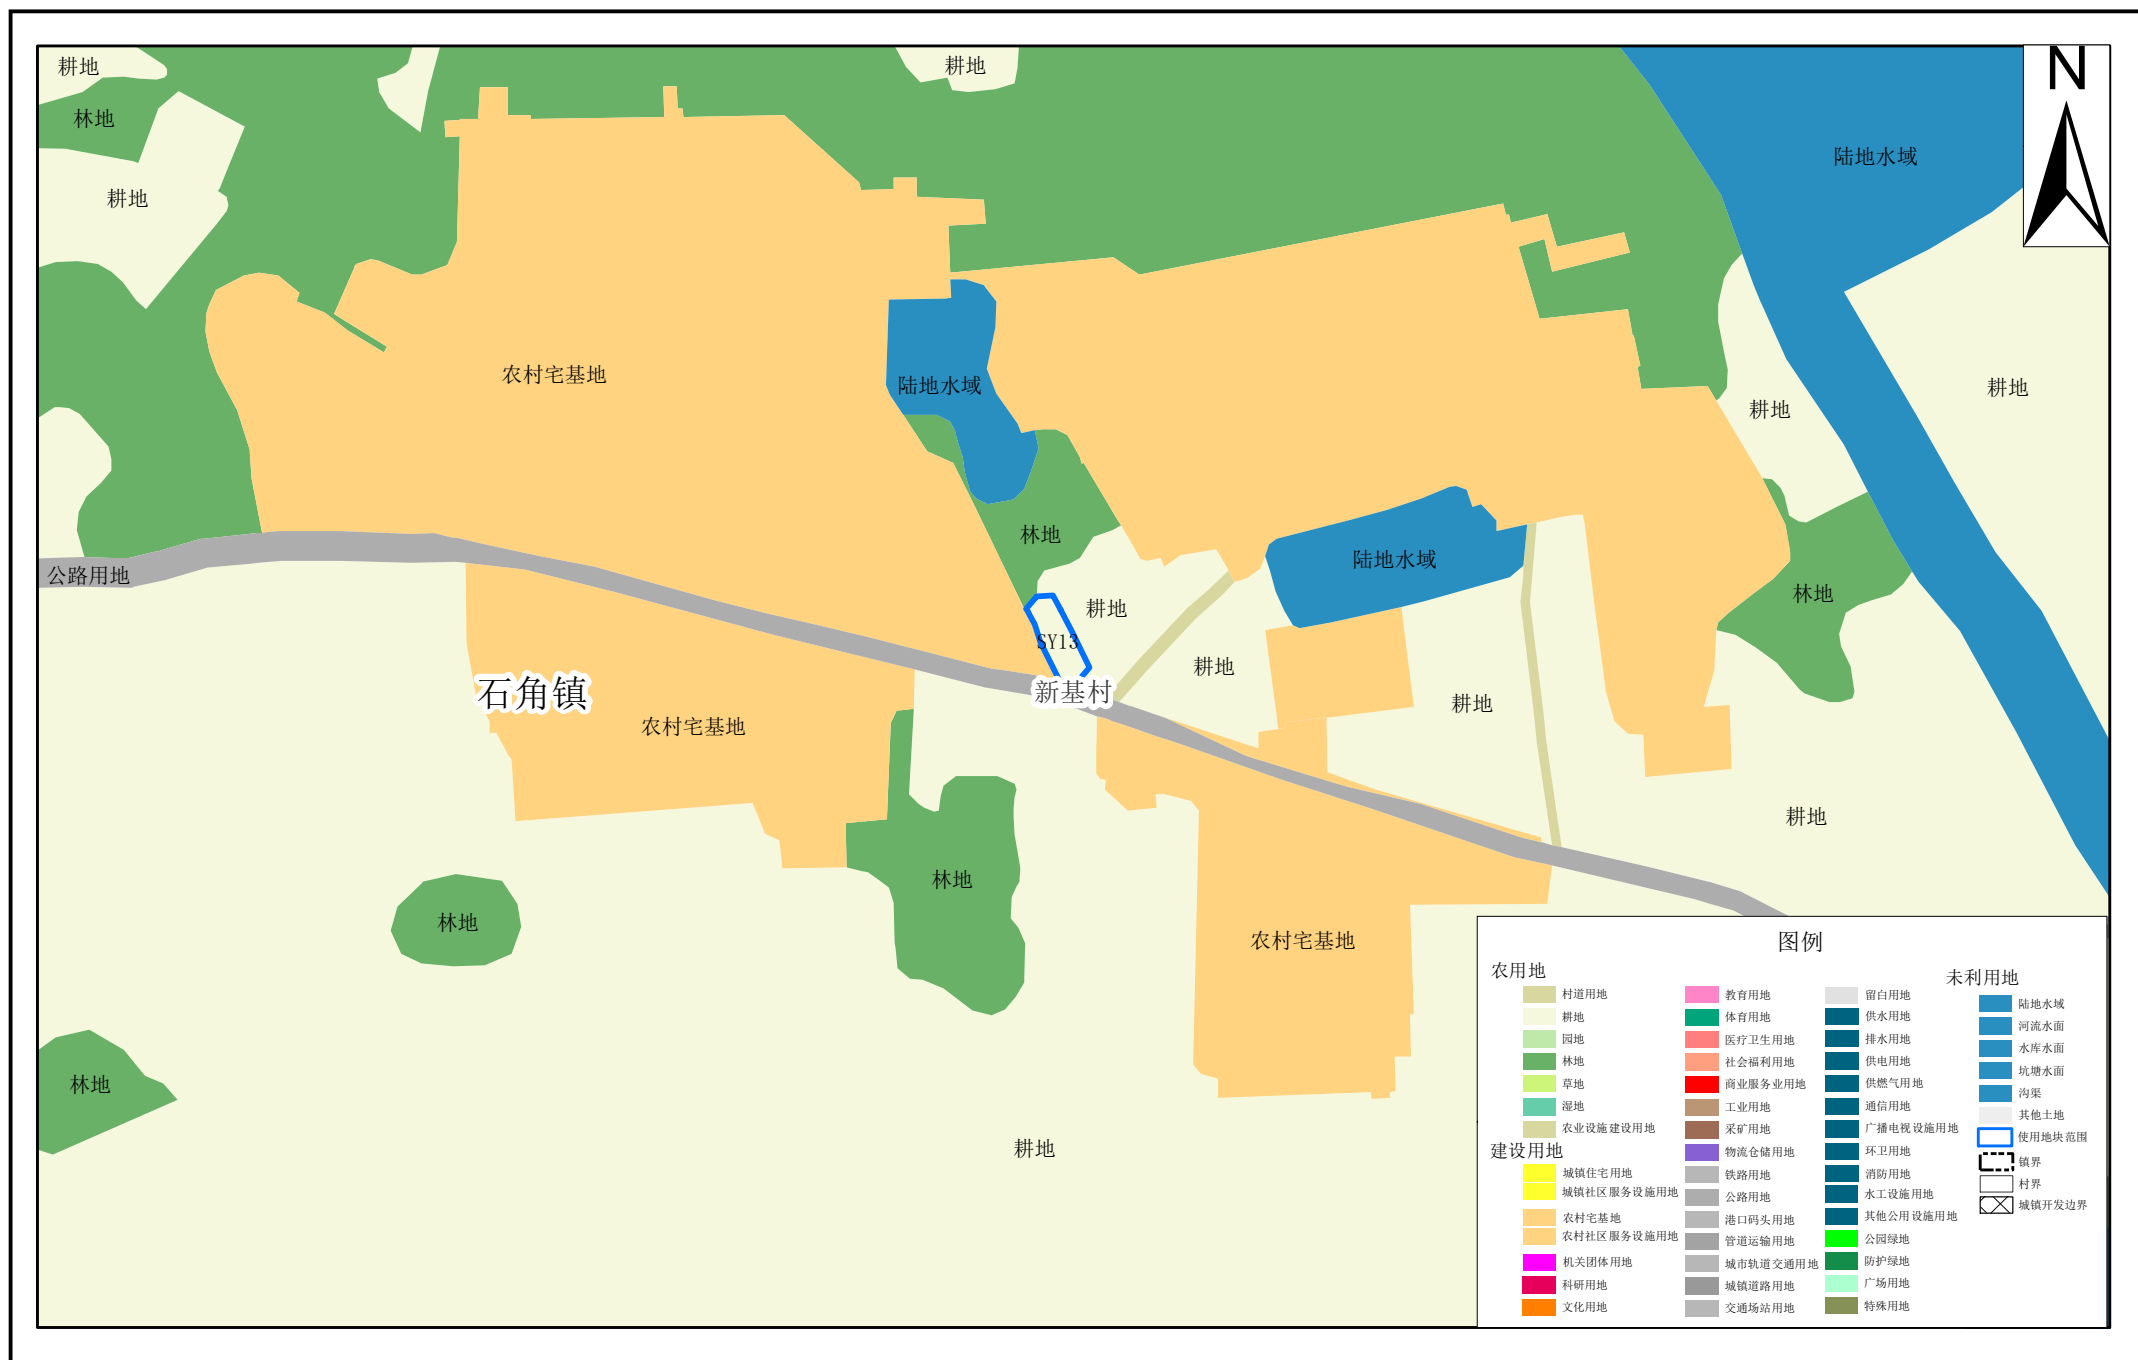 耕地
耕地
N
林地
陆地水域
耕地
农村宅基地
陆地水域
耕地
耕地
林地
陆地水域
公路用地
林地
耕地
SY13
耕地
石角镇
新基村
耕地
农村宅基地
耕地
林地
林地
农村宅基地
林地
耕地
图例
农用地
村道用地
耕地
园地
林地
草地
湿地
农业设施建设用地
建设用地
城镇住宅用地
城镇社区服务设施用地
农村宅基地
农村社区服务设施用地
机关团体用地
科研用地
文化用地
教育用地
体育用地
医疗卫生用地
社会福利用地
商业服务业用地
工业用地
采矿用地
物流仓储用地
铁路用地
公路用地
港口码头用地
管道运输用地
城市轨道交通用地
城镇道路用地
交通场站用地
留白用地
供水用地
排水用地
供电用地
供燃气用地
通信用地
广播电视设施用地
环卫用地
消防用地
水工设施用地
其他公用设施用地
公园绿地
防护绿地
广场用地
特殊用地
未利用地
陆地水域
河流水面
水库水面
坑塘水面
沟渠
其他土地
使用地块范围
镇界
村界
城镇开发边界